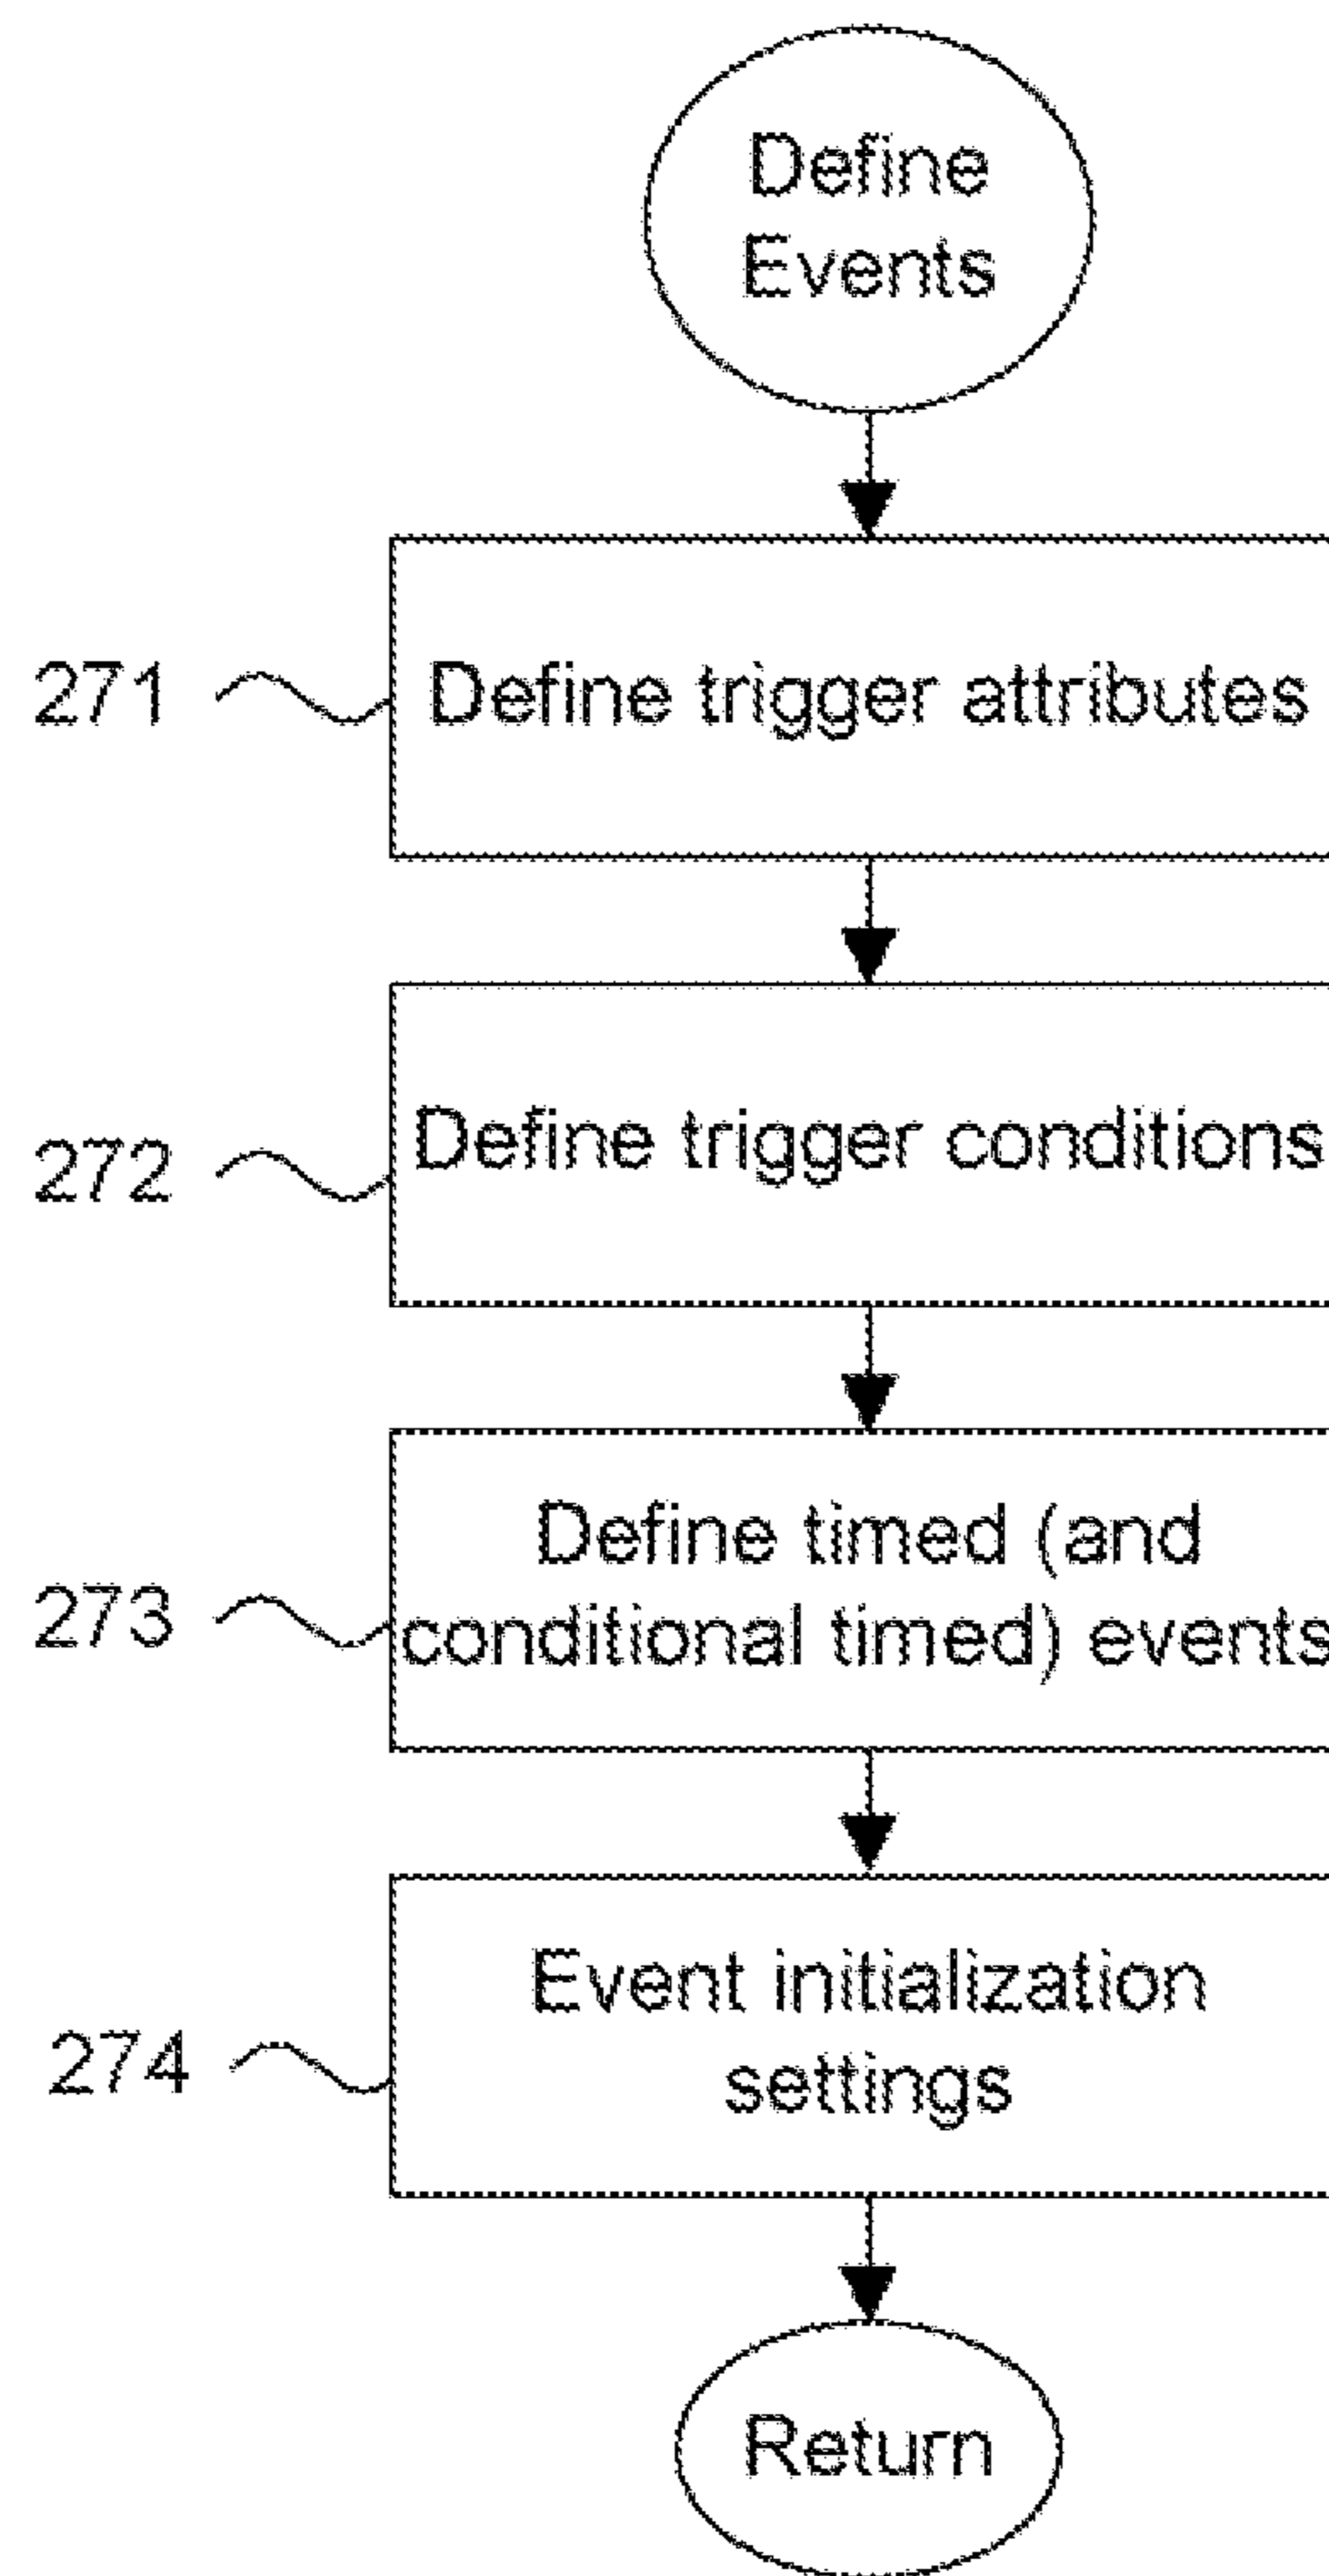 Define
Events
271
Define trigger attributes
272
Define trigger conditions
Define timed (and
273
conditional timed) events
Event initialization
274
settings
Return